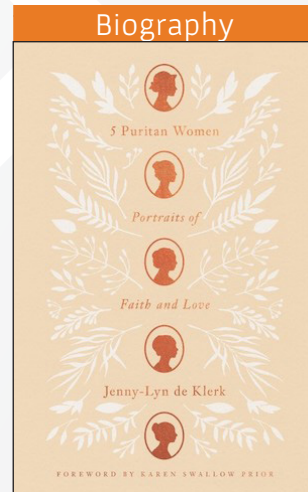 Biography
5 Puritan Women
Portraits of
Faith and Love
Jenny-Lyn de Klerk
FOREWORD BY KAREN SWALLOW PRIOR